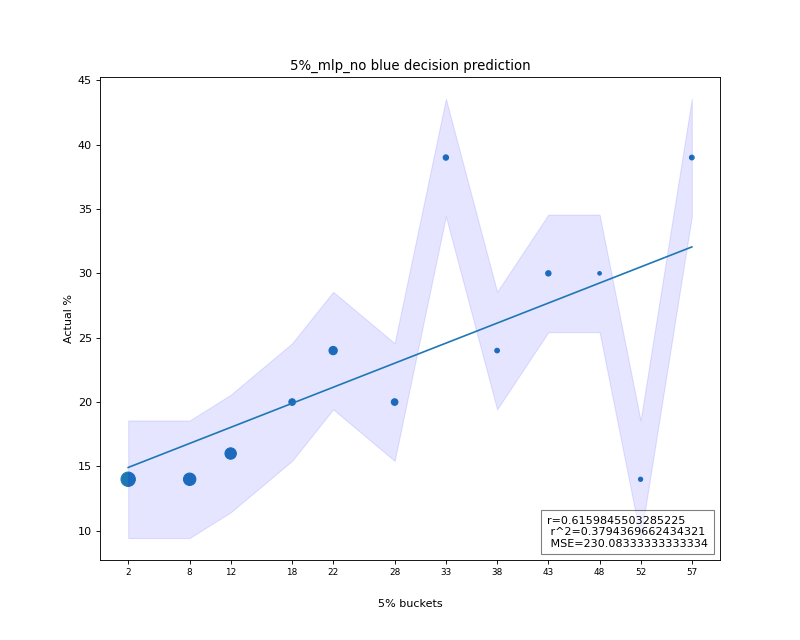 5%_mlp_no blue decision prediction
45
40
35
30
25
20
15
10
Actual %
r=0.6159845503285225
r^2=0.3794369662434321
MSE=230.08333333333334
2 8 12 18 22 28 33 38 43 48 52 57
5% buckets